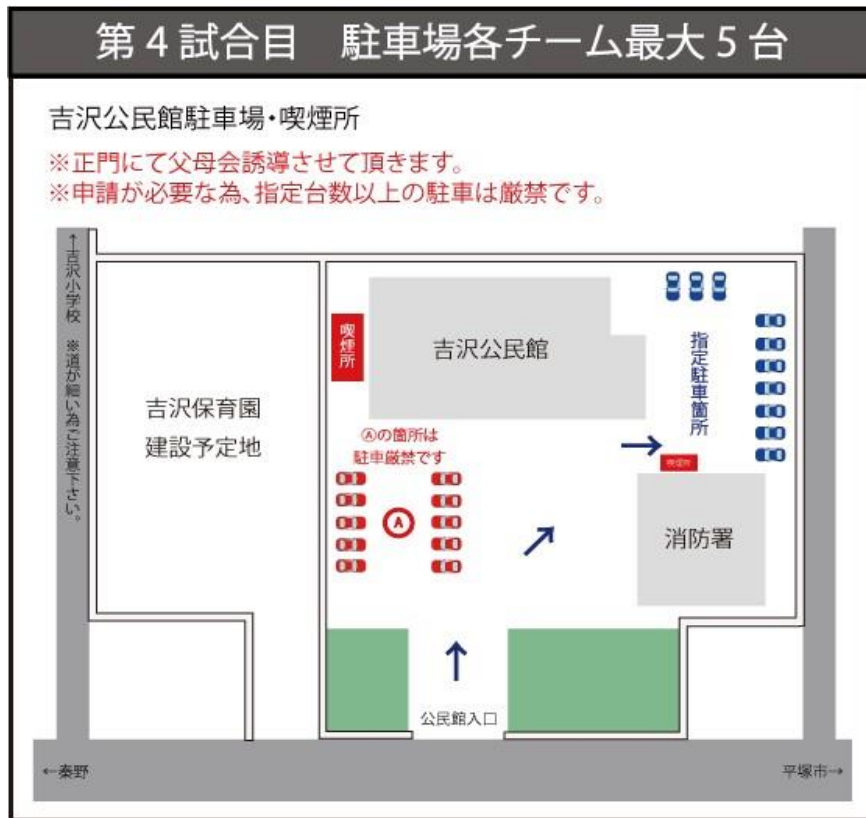 第4試合目　駐車場各チーム最大5台
吉沢公民館駐車場・喫煙所
※正門にて父母会誘導させて頂きます。
※申請が必要な為、指定台数以上の駐車は厳禁です。
←吉沢小学校　※道が細い為ご注意下さい。
吉沢保育園
建設予定地
喫煙所
吉沢公民館
指定駐車箇所
Ⓐの箇所は
駐車厳禁です
A
喫煙所
消防署
公民館入口
←秦野
平塚市→